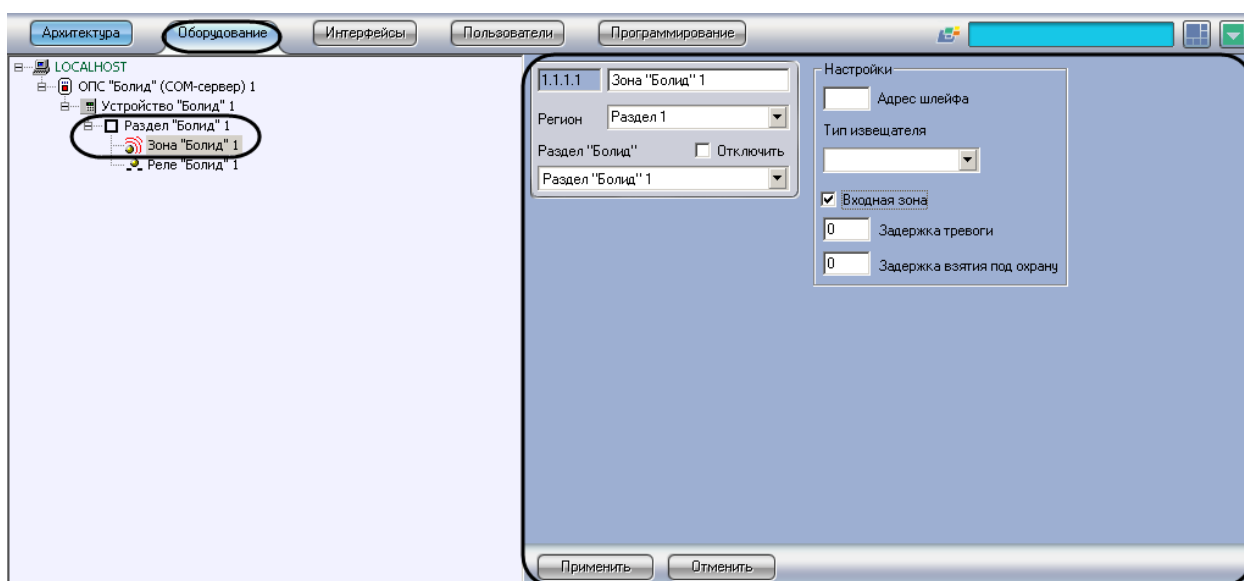 Архитектура Оборудование Интерфейсы Пользователи Программирование
LOCALHOST
ОПС "Болид" (COM-сервер) 1
Устройство "Болид" 1
Раздел "Болид" 1
Зона "Болид" 1
Реле "Болид" 1
1.1.1.1 Зона "Болид" 1
Регион Раздел 1
Раздел "Болид" Отключить
Раздел "Болид" 1
Настройки
Адрес шлейфа
Тип извещателя
Входная зона
0 Задержка тревоги
0 Задержка взятия под охрану
Применить Отменить